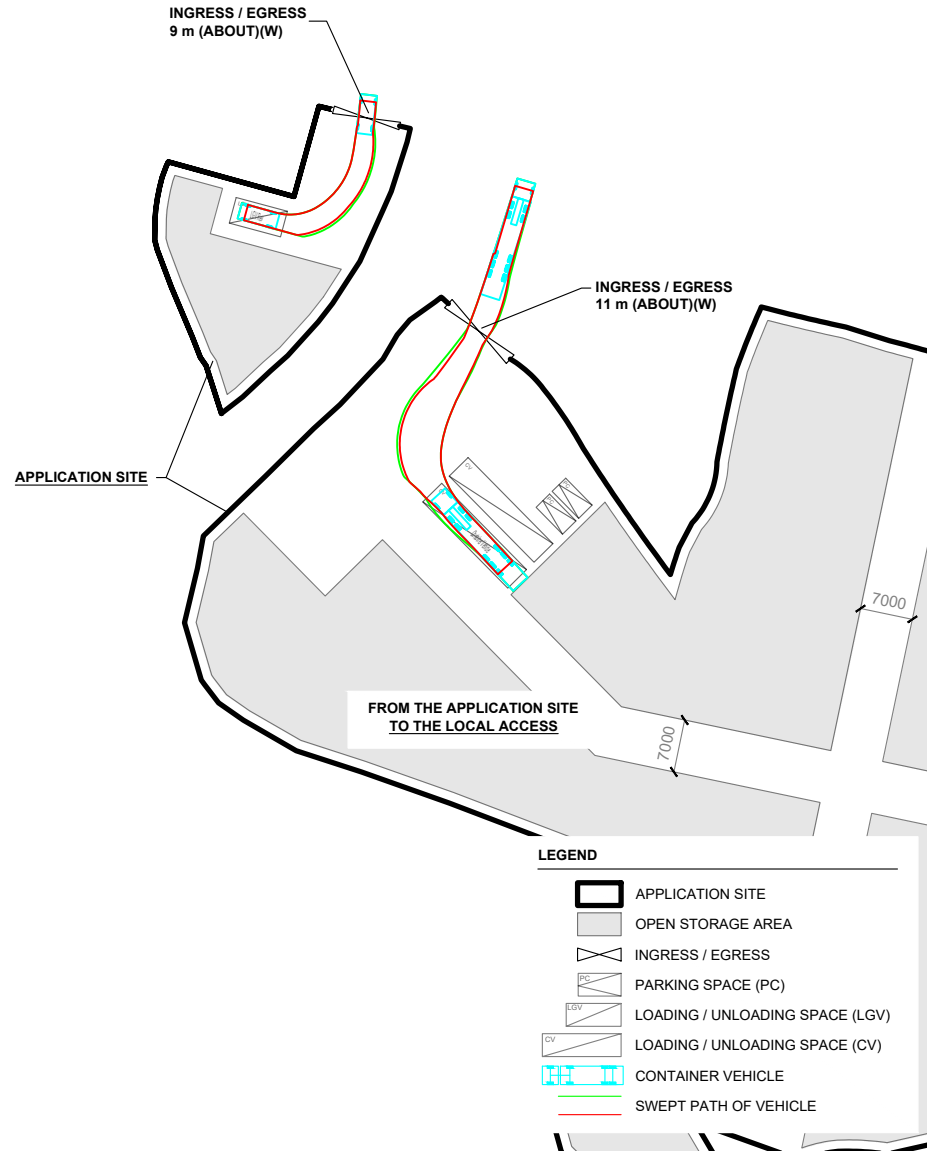 INGRESS / EGRESS
9 m (ABOUT)(W)
INGRESS / EGRESS
11 m (ABOUT)(W)
APPLICATION SITE
CV
7000
FROM THE APPLICATION SITE
TO THE LOCAL ACCESS
7000
LEGEND
APPLICATION SITE
OPEN STORAGE AREA
INGRESS / EGRESS
PC
PARKING SPACE (PC)
LGV
LOADING / UNLOADING SPACE (LGV)
CV
LOADING / UNLOADING SPACE (CV)
CONTAINER VEHICLE
SWEPT PATH OF VEHICLE